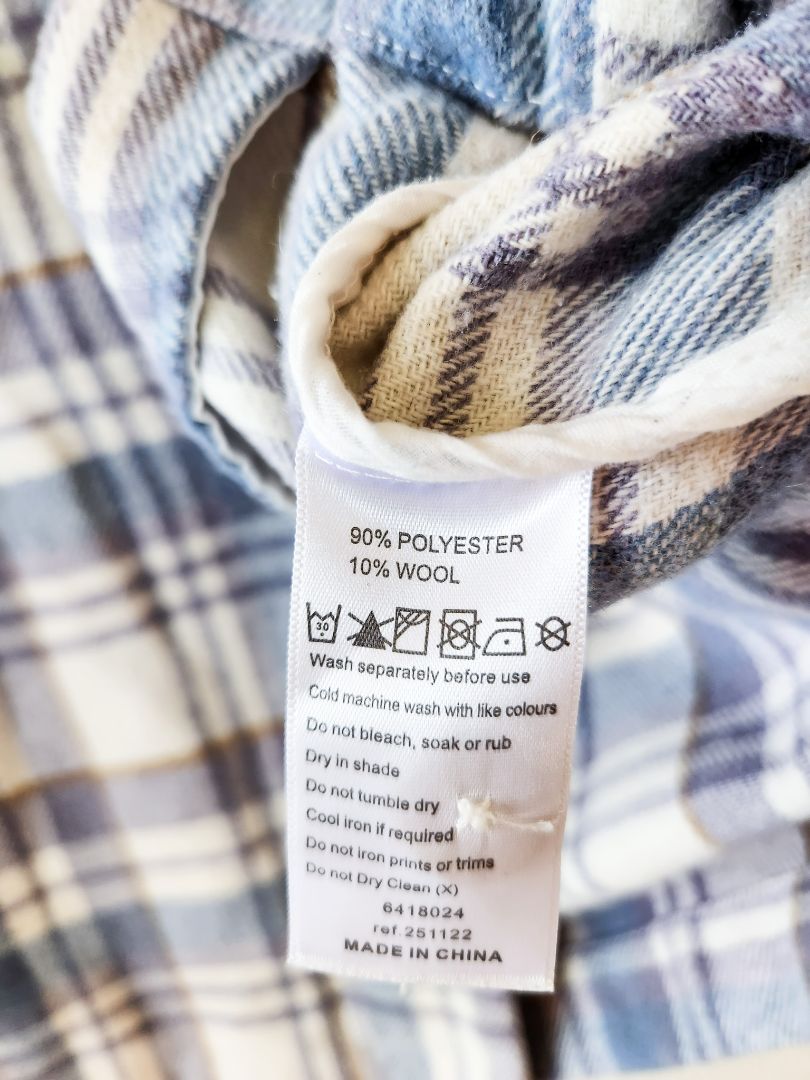 90% POLYESTER
10% WOOL
30
Wash separately before use
Cold machine wash with like colours
Do not bleach, soak or rub
Dry in shade
Do not tumble dry
Cool iron if required
Do not iron prints or trims
Do not Dry Clean (X)
6418024
ref.251122
MADE IN CHINA